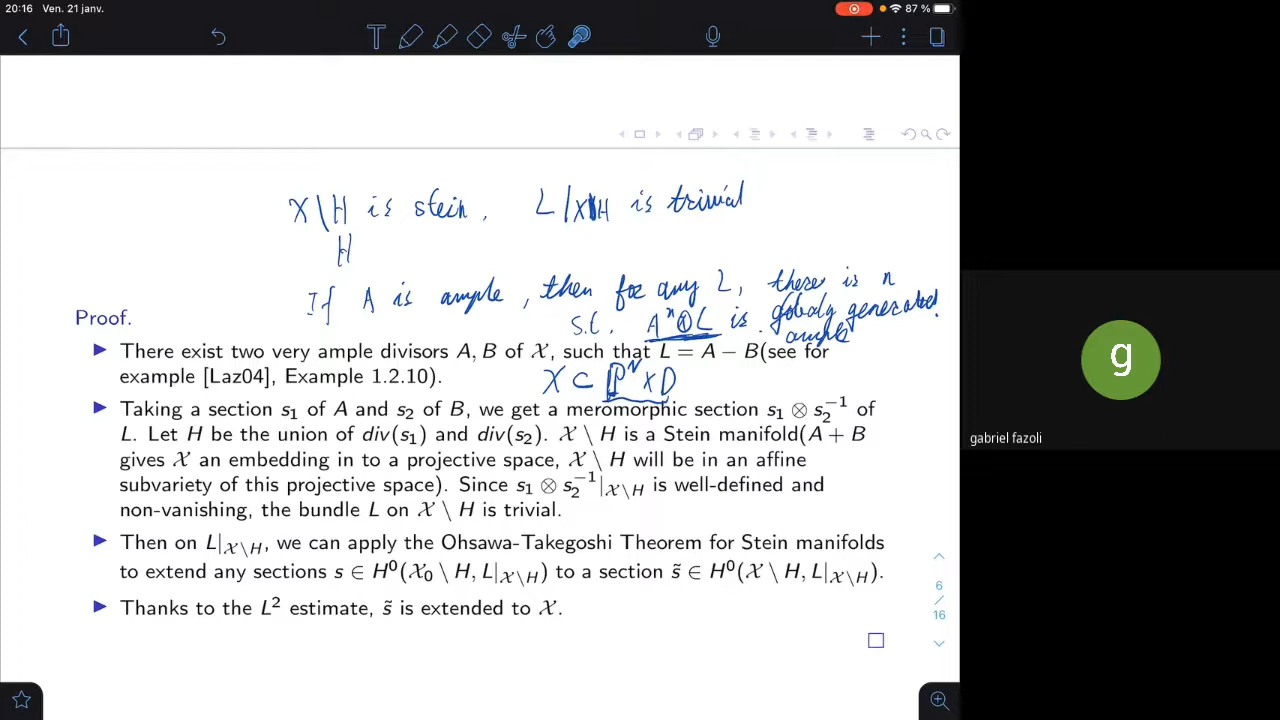 20:16 Ven. 21 janv.
87 %
X\H is stein. L|X\H is trivial
H
If A is ample, then for any L, there is n
s.t. Aⁿ⊗L is globaly generated.
ample
Proof.
▶ There exist two very ample divisors A, B of 𝒳, such that L = A − B(see for
example [Laz04], Example 1.2.10).
X ⊂ ℙᴺ×D
▶ Taking a section s₁ of A and s₂ of B, we get a meromorphic section s₁ ⊗ s₂⁻¹ of
L. Let H be the union of div(s₁) and div(s₂). 𝒳 \ H is a Stein manifold(A + B
gives 𝒳 an embedding in to a projective space, 𝒳 \ H will be in an affine
subvariety of this projective space). Since s₁ ⊗ s₂⁻¹|𝒳\H is well-defined and
non-vanishing, the bundle L on 𝒳 \ H is trivial.
▶ Then on L|𝒳\H, we can apply the Ohsawa-Takegoshi Theorem for Stein manifolds
to extend any sections s ∈ H⁰(𝒳₀ \ H, L|𝒳\H) to a section s̃ ∈ H⁰(𝒳 \ H, L|𝒳\H).
▶ Thanks to the L² estimate, s̃ is extended to 𝒳.
□
6
/
16
g
gabriel fazoli